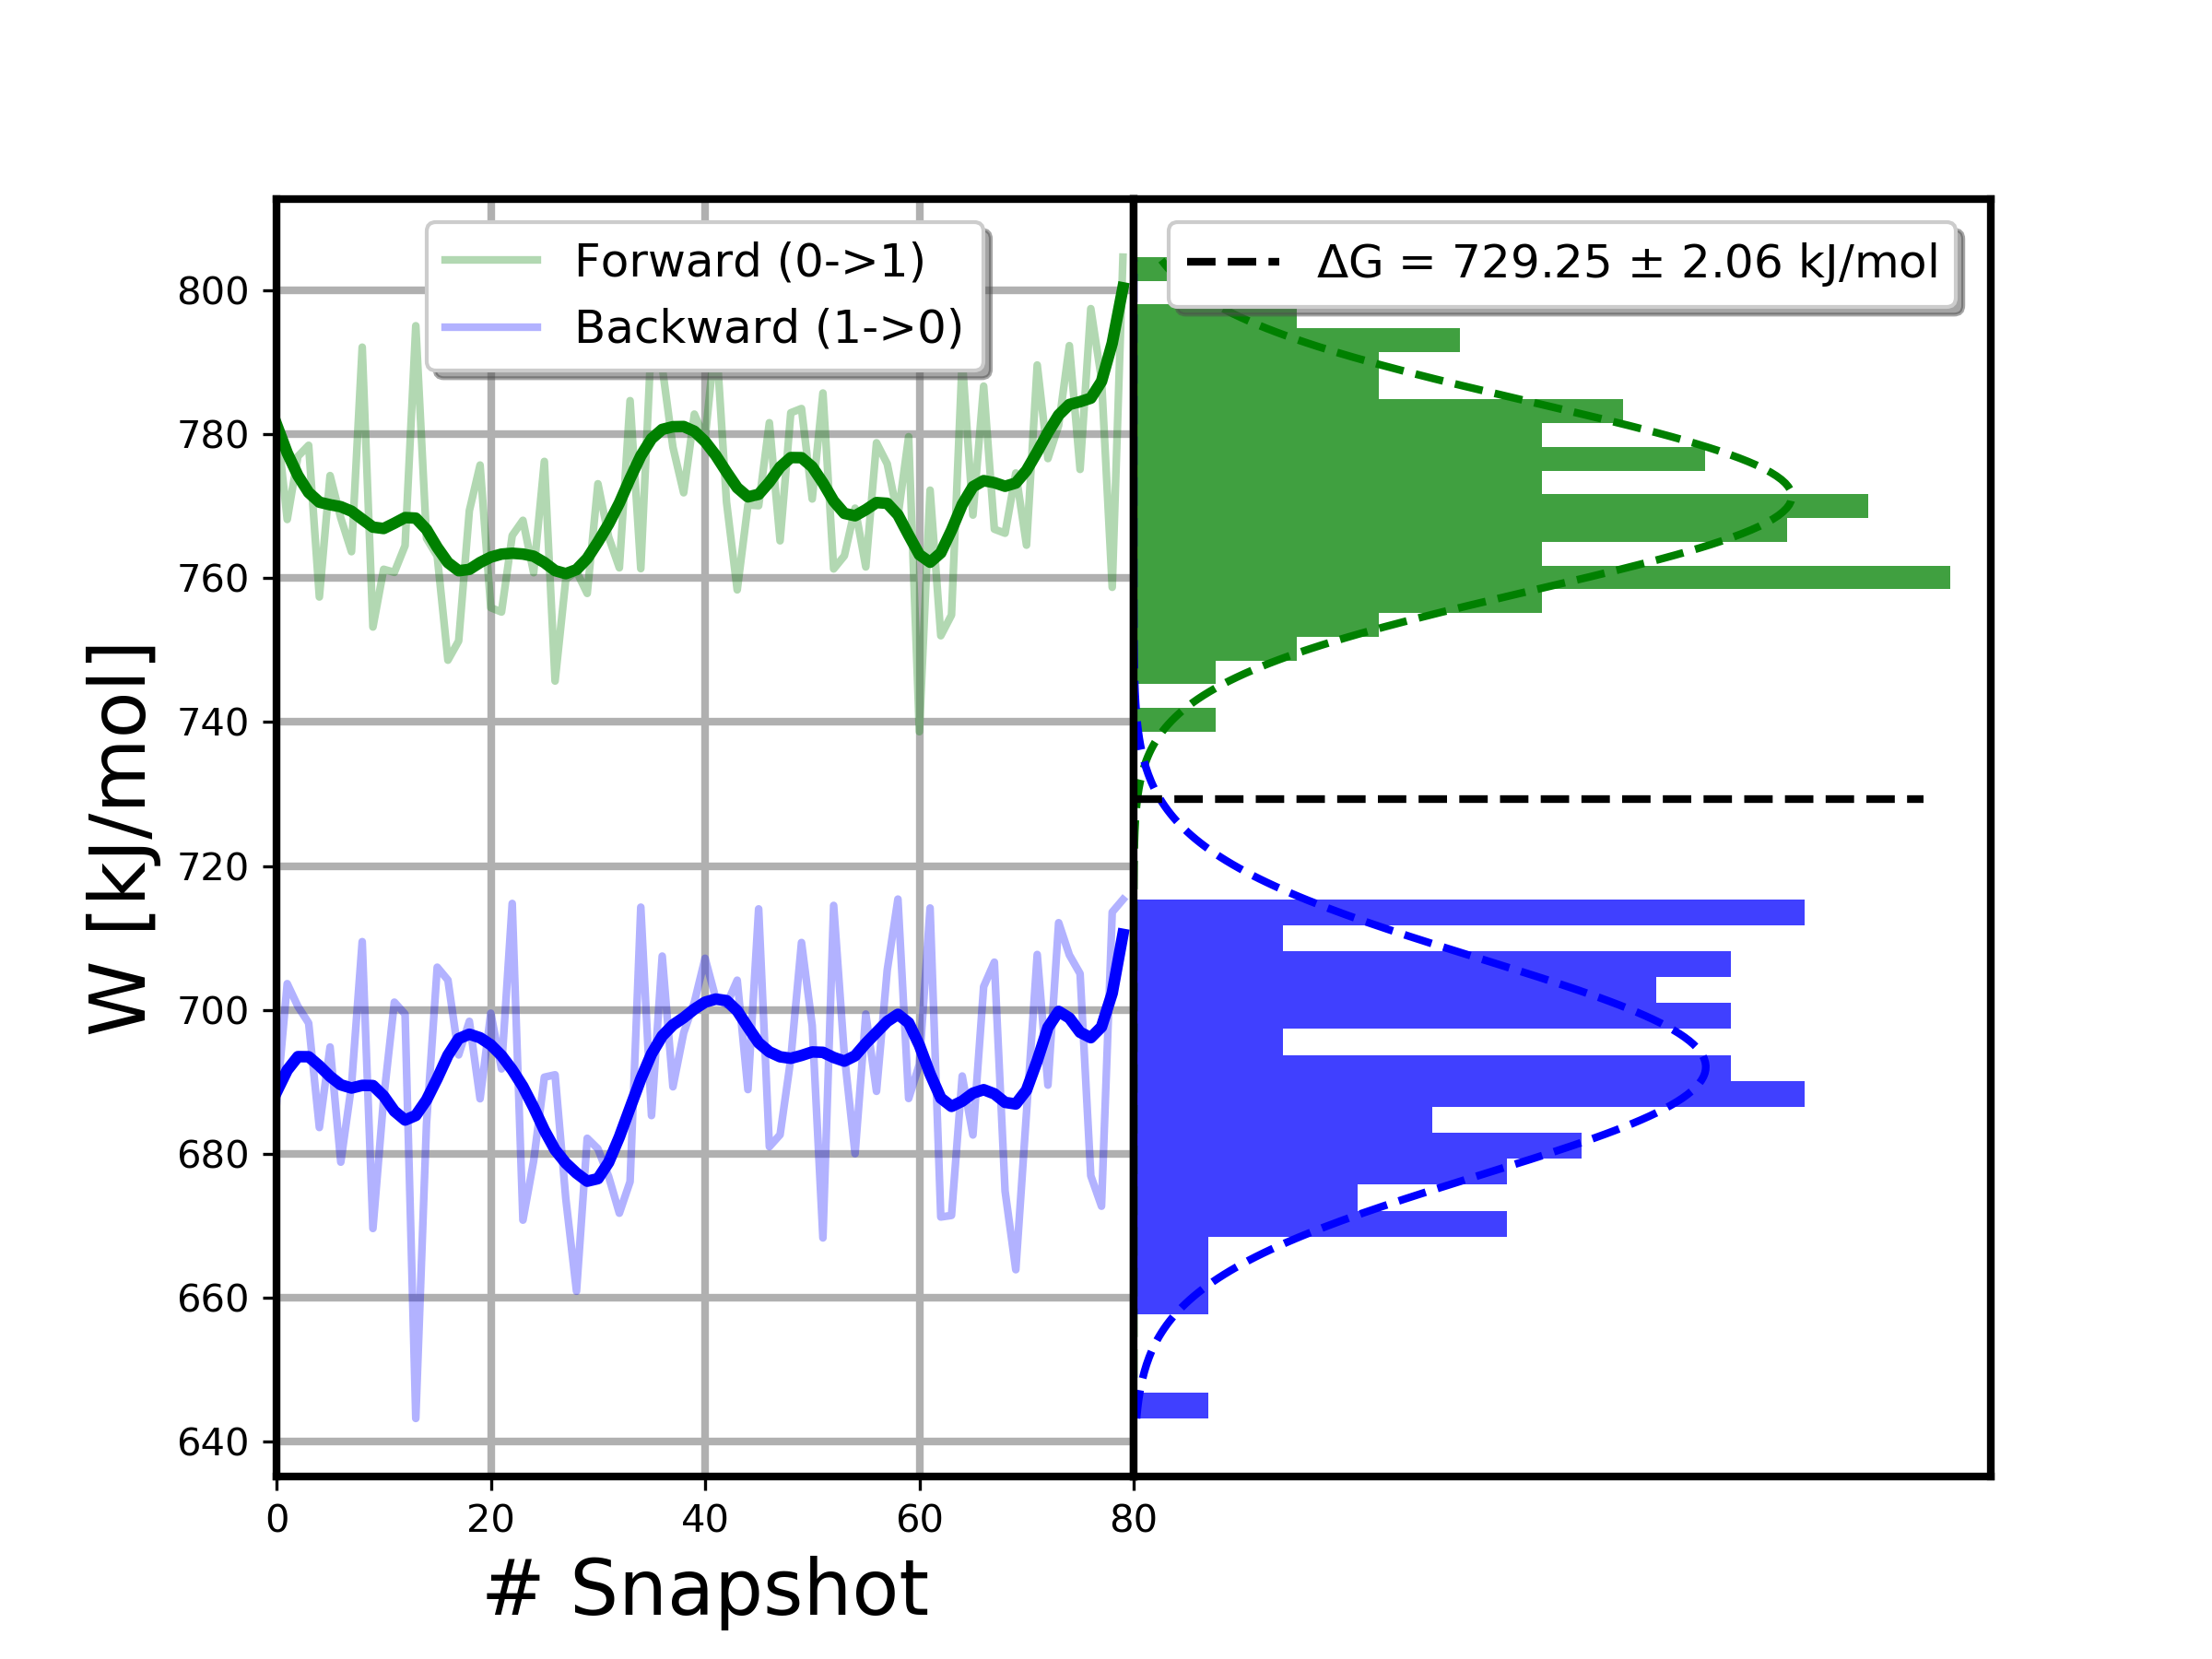 Forward (0->1)
Backward (1->0)
ΔG = 729.25 ± 2.06 kJ/mol
W [kJ/mol]
800
780
760
740
720
700
680
660
640
0 20 40 60 80
# Snapshot